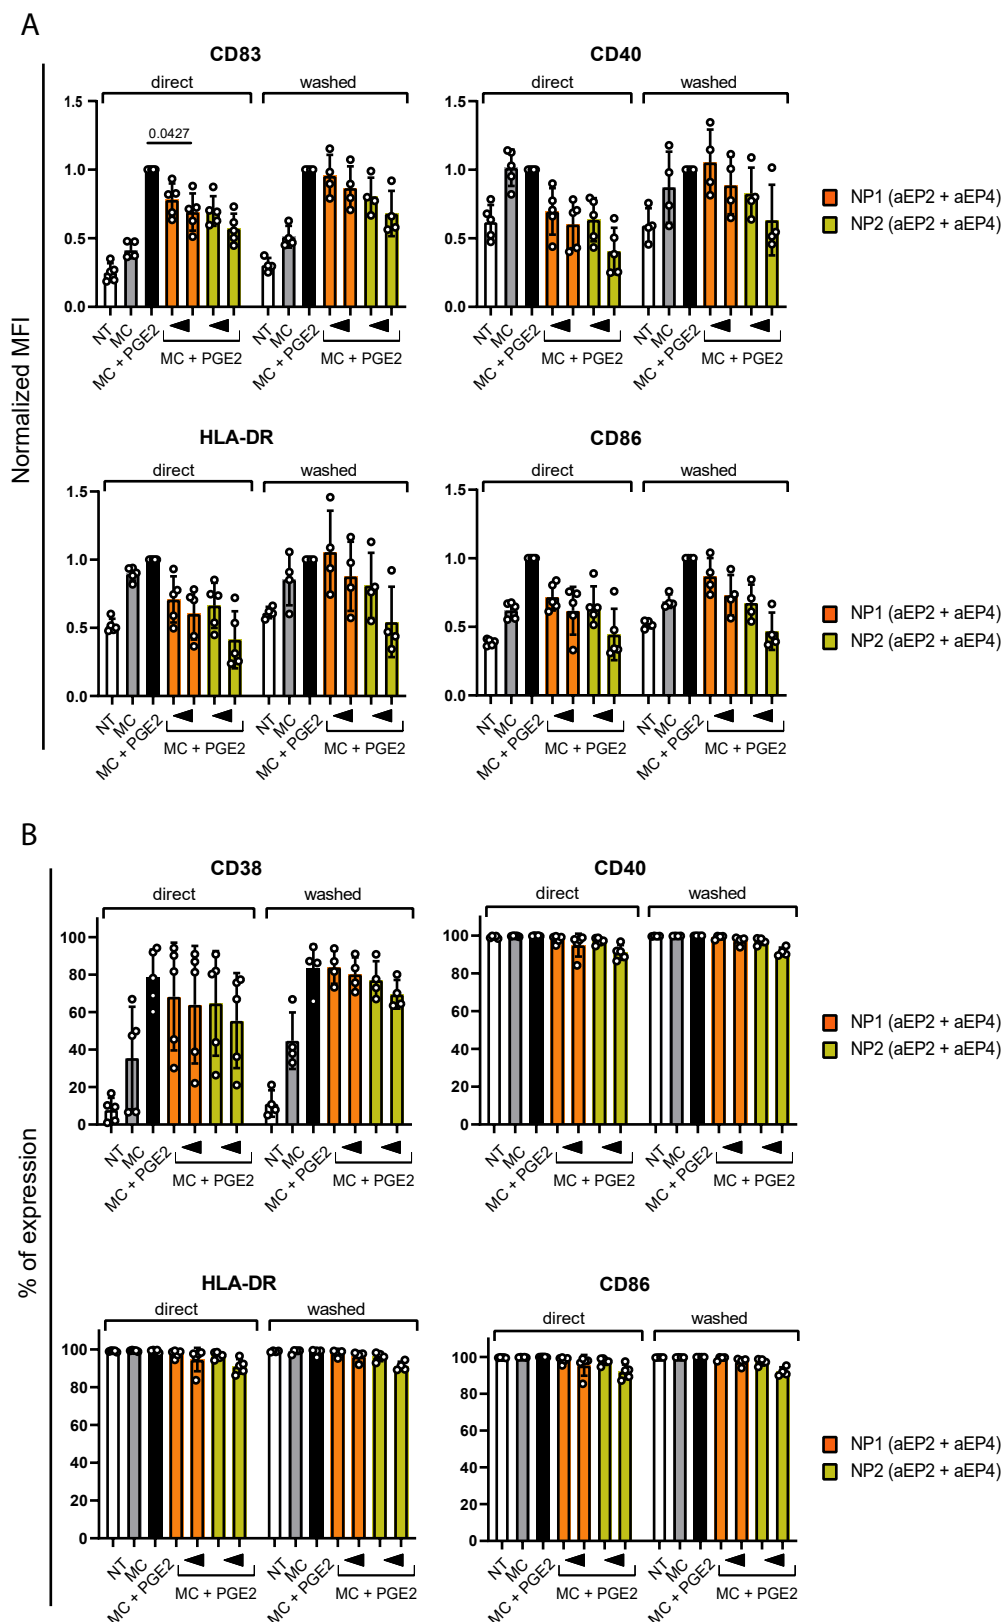 A
CD83
CD40
direct
washed
direct
washed
1.5
1.0
0.5
0.0
0.0427
1.5
1.0
0.5
0.0
NT
MC
MC + PGE2
MC + PGE2
NT
MC
MC + PGE2
MC + PGE2
NT
MC
MC + PGE2
MC + PGE2
NT
MC
MC + PGE2
MC + PGE2
NP1 (aEP2 + aEP4)
NP2 (aEP2 + aEP4)
Normalized MFI
HLA-DR
CD86
direct
washed
direct
washed
1.5
1.0
0.5
0.0
1.5
1.0
0.5
0.0
NT
MC
MC + PGE2
MC + PGE2
NT
MC
MC + PGE2
MC + PGE2
NT
MC
MC + PGE2
MC + PGE2
NT
MC
MC + PGE2
MC + PGE2
NP1 (aEP2 + aEP4)
NP2 (aEP2 + aEP4)
B
CD38
CD40
direct
washed
direct
washed
100
80
60
40
20
0
100
80
60
40
20
0
NT
MC
MC + PGE2
MC + PGE2
NT
MC
MC + PGE2
MC + PGE2
NT
MC
MC + PGE2
MC + PGE2
NT
MC
MC + PGE2
MC + PGE2
NP1 (aEP2 + aEP4)
NP2 (aEP2 + aEP4)
% of expression
HLA-DR
CD86
direct
washed
direct
washed
100
80
60
40
20
0
100
80
60
40
20
0
NT
MC
MC + PGE2
MC + PGE2
NT
MC
MC + PGE2
MC + PGE2
NT
MC
MC + PGE2
MC + PGE2
NT
MC
MC + PGE2
MC + PGE2
NP1 (aEP2 + aEP4)
NP2 (aEP2 + aEP4)